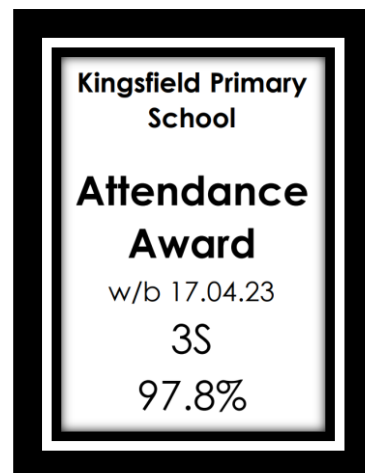 Kingsfield Primary
School
Attendance
Award
w/b 17.04.23
3S
97.8%